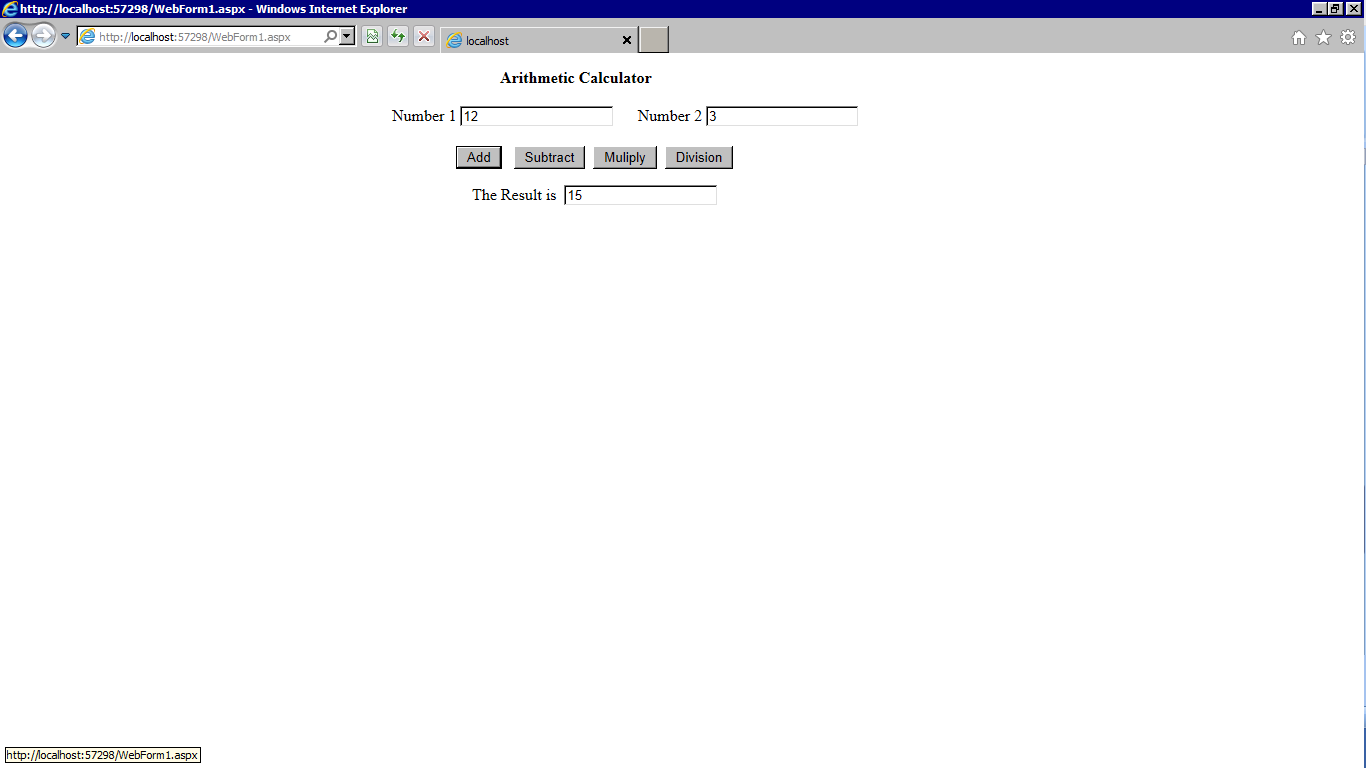 http://localhost:57298/WebForm1.aspx - Windows Internet Explorer
http://localhost:57298/WebForm1.aspx
localhost
Arithmetic Calculator
Number 1 12 Number 2 3
Add Subtract Muliply Division
The Result is 15
http://localhost:57298/WebForm1.aspx